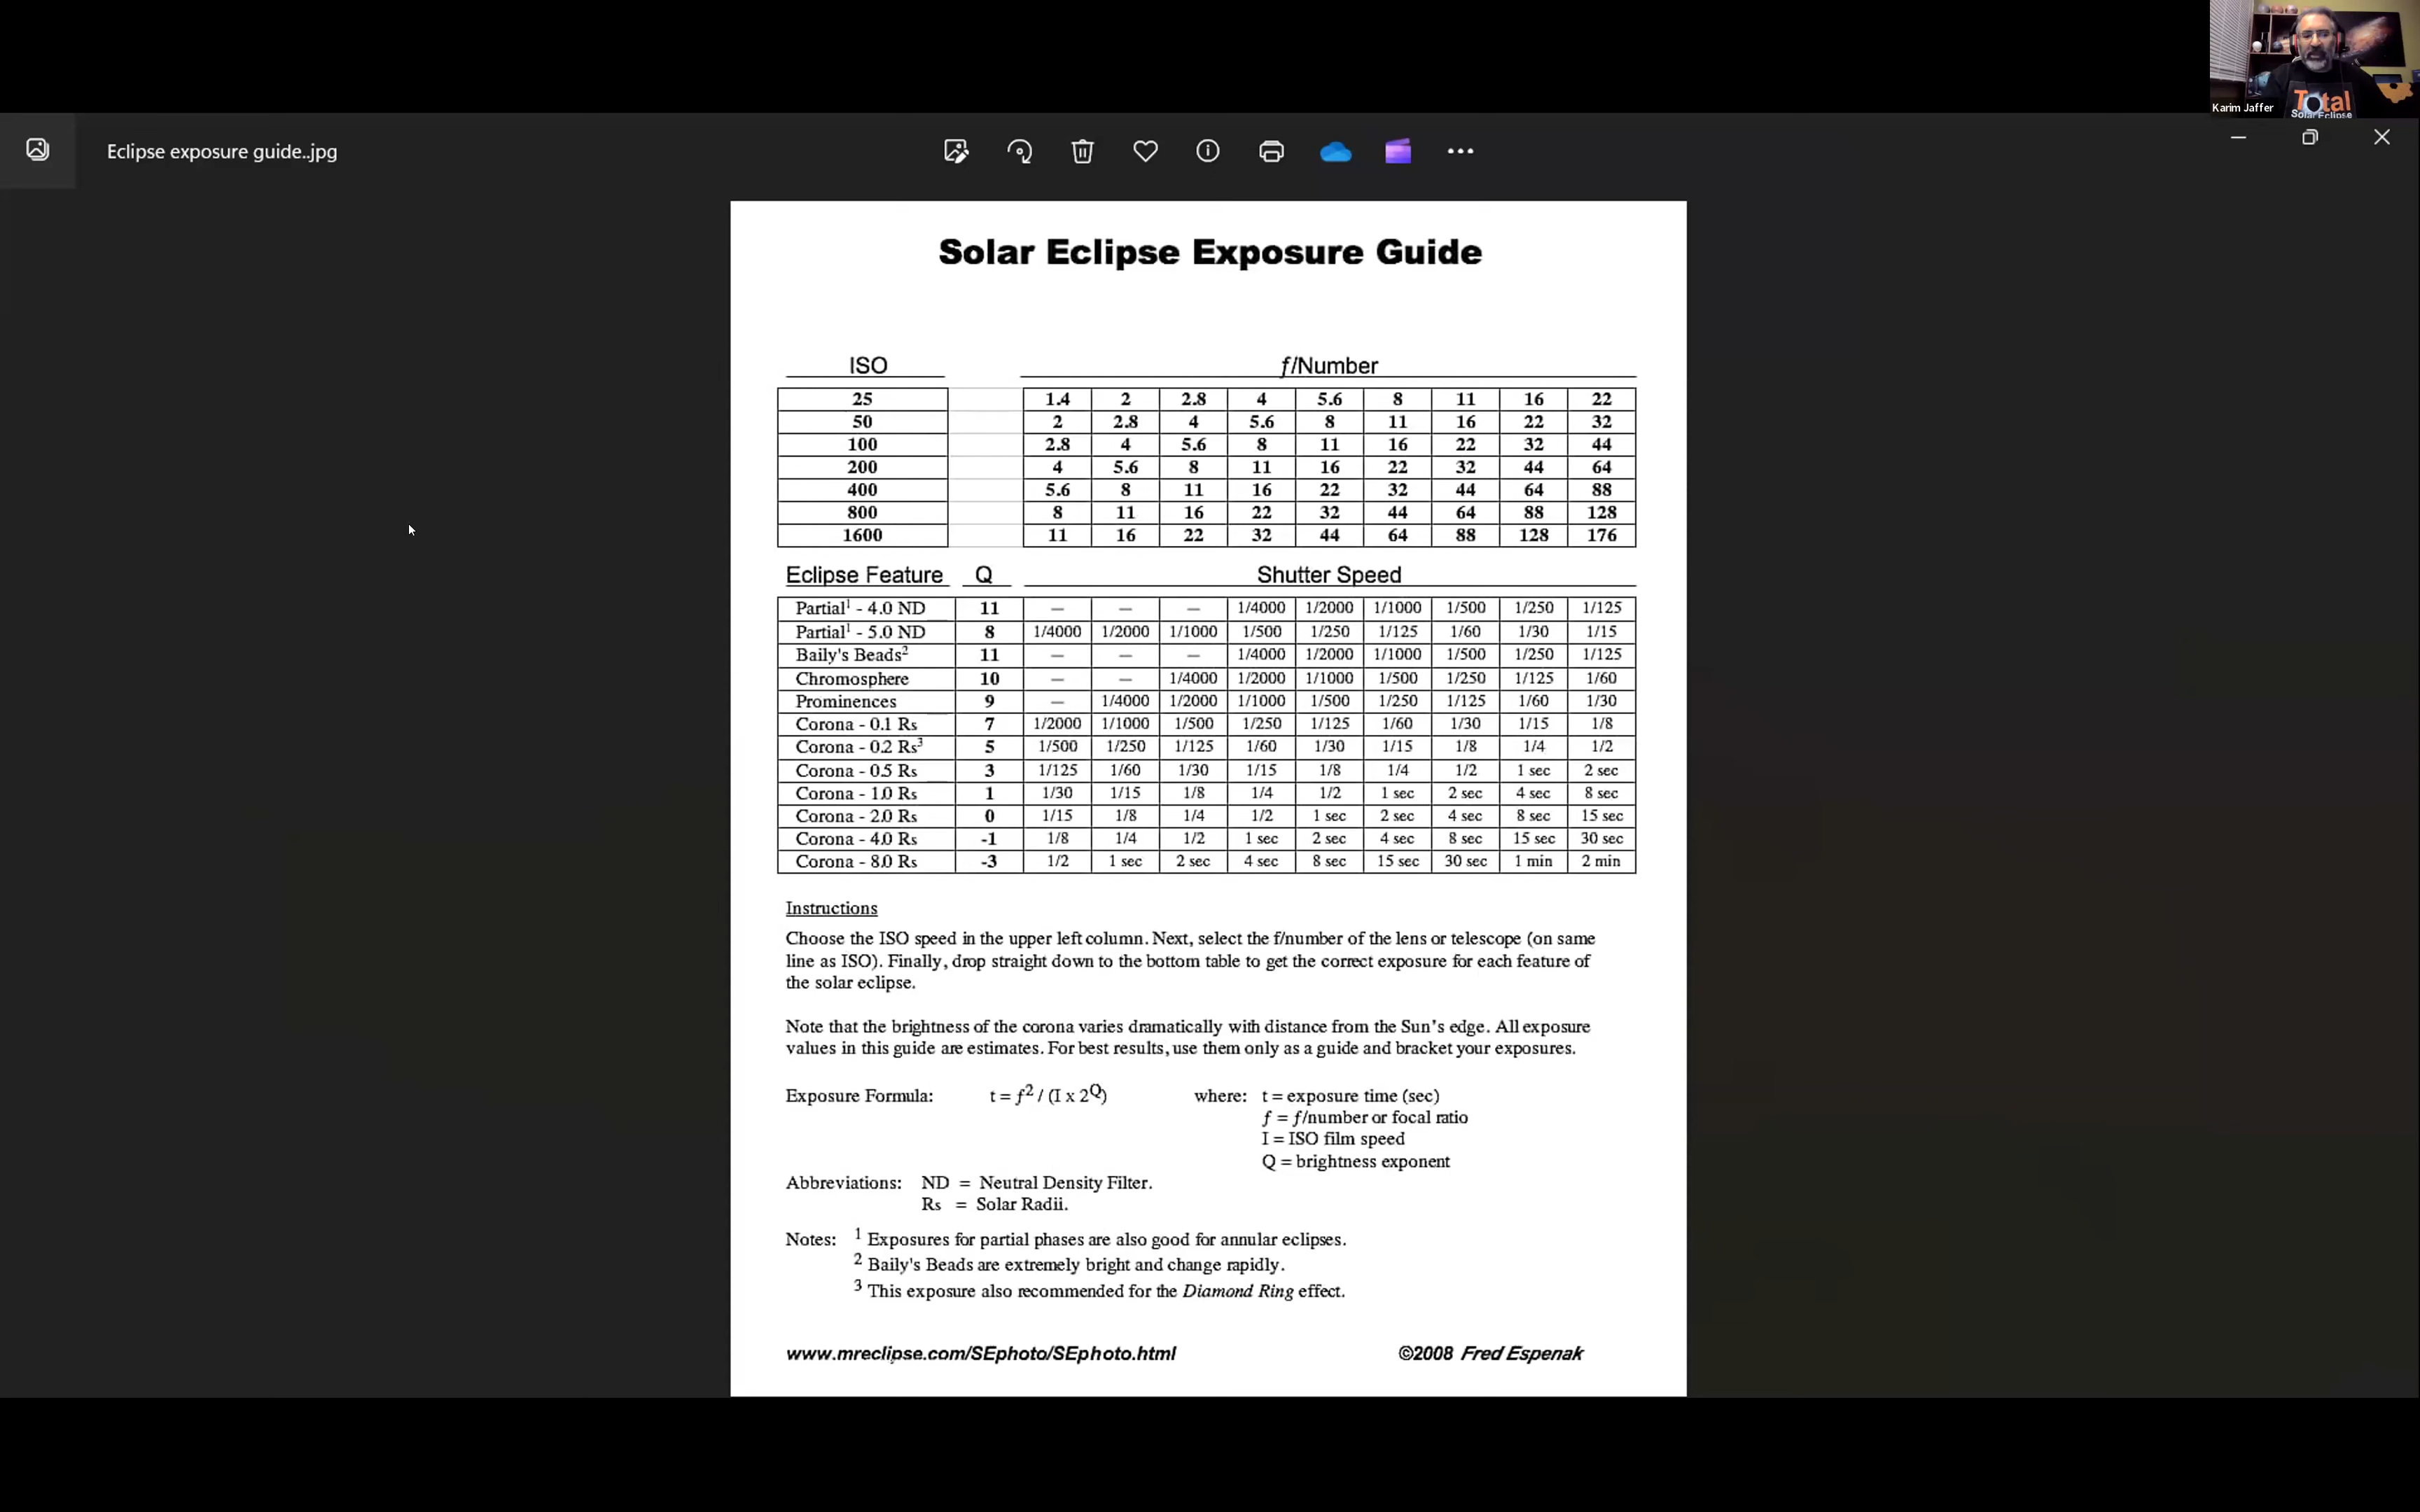 Karim Jaffer
Total
Solar Eclipse
Eclipse exposure guide..jpg
Solar Eclipse Exposure Guide
ISO ƒ/Number
25 1.4 2 2.8 4 5.6 8 11 16 22
50 2 2.8 4 5.6 8 11 16 22 32
100 2.8 4 5.6 8 11 16 22 32 44
200 4 5.6 8 11 16 22 32 44 64
400 5.6 8 11 16 22 32 44 64 88
800 8 11 16 22 32 44 64 88 128
1600 11 16 22 32 44 64 88 128 176
Eclipse Feature Q Shutter Speed
Partial¹ - 4.0 ND 11 — — — 1/4000 1/2000 1/1000 1/500 1/250 1/125
Partial¹ - 5.0 ND 8 1/4000 1/2000 1/1000 1/500 1/250 1/125 1/60 1/30 1/15
Baily's Beads² 11 — — — 1/4000 1/2000 1/1000 1/500 1/250 1/125
Chromosphere 10 — — 1/4000 1/2000 1/1000 1/500 1/250 1/125 1/60
Prominences 9 — 1/4000 1/2000 1/1000 1/500 1/250 1/125 1/60 1/30
Corona - 0.1 Rs 7 1/2000 1/1000 1/500 1/250 1/125 1/60 1/30 1/15 1/8
Corona - 0.2 Rs³ 5 1/500 1/250 1/125 1/60 1/30 1/15 1/8 1/4 1/2
Corona - 0.5 Rs 3 1/125 1/60 1/30 1/15 1/8 1/4 1/2 1 sec 2 sec
Corona - 1.0 Rs 1 1/30 1/15 1/8 1/4 1/2 1 sec 2 sec 4 sec 8 sec
Corona - 2.0 Rs 0 1/15 1/8 1/4 1/2 1 sec 2 sec 4 sec 8 sec 15 sec
Corona - 4.0 Rs -1 1/8 1/4 1/2 1 sec 2 sec 4 sec 8 sec 15 sec 30 sec
Corona - 8.0 Rs -3 1/2 1 sec 2 sec 4 sec 8 sec 15 sec 30 sec 1 min 2 min
Instructions
Choose the ISO speed in the upper left column. Next, select the f/number of the lens or telescope (on same
line as ISO). Finally, drop straight down to the bottom table to get the correct exposure for each feature of
the solar eclipse.
Note that the brightness of the corona varies dramatically with distance from the Sun's edge. All exposure
values in this guide are estimates. For best results, use them only as a guide and bracket your exposures.
Exposure Formula: t = ƒ² / (I x 2^Q) where: t = exposure time (sec)
ƒ = ƒ/number or focal ratio
I = ISO film speed
Q = brightness exponent
Abbreviations: ND = Neutral Density Filter.
Rs = Solar Radii.
Notes: ¹ Exposures for partial phases are also good for annular eclipses.
² Baily's Beads are extremely bright and change rapidly.
³ This exposure also recommended for the Diamond Ring effect.
www.mreclipse.com/SEphoto/SEphoto.html ©2008 Fred Espenak